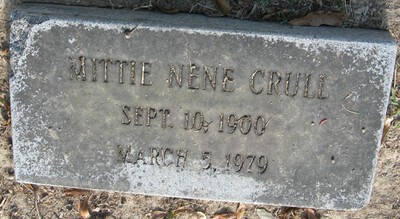 MITTIE NENE CRULL
SEPT. 10, 1900
MARCH 5, 1979